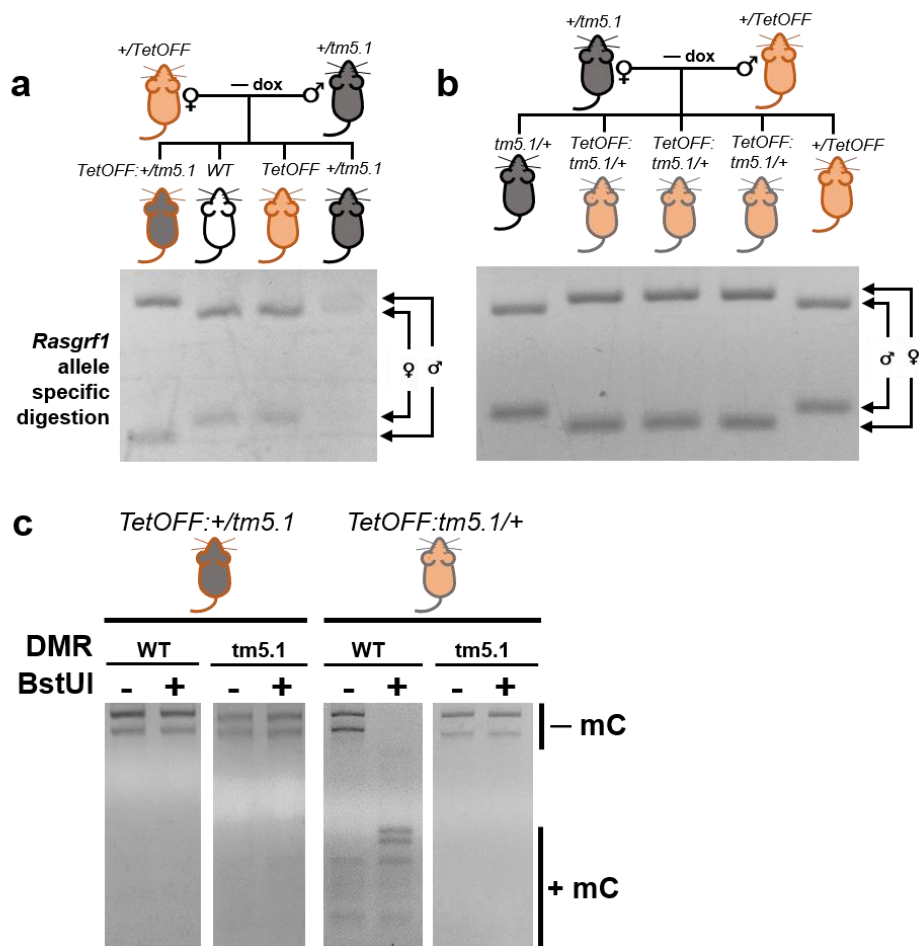 a
+/TetOFF
+/tm5.1
♀
— dox
♂
TetOFF:+/tm5.1
WT
TetOFF
+/tm5.1
Rasgrf1
allele
specific
digestion
♀
♂
b
+/tm5.1
+/TetOFF
♀
— dox
♂
tm5.1/+
TetOFF:
tm5.1/+
TetOFF:
tm5.1/+
TetOFF:
tm5.1/+
+/TetOFF
♂
♀
c
TetOFF:+/tm5.1
TetOFF:tm5.1/+
DMR
WT
tm5.1
WT
tm5.1
BstUI
- + - + - + - +
— mC
+ mC